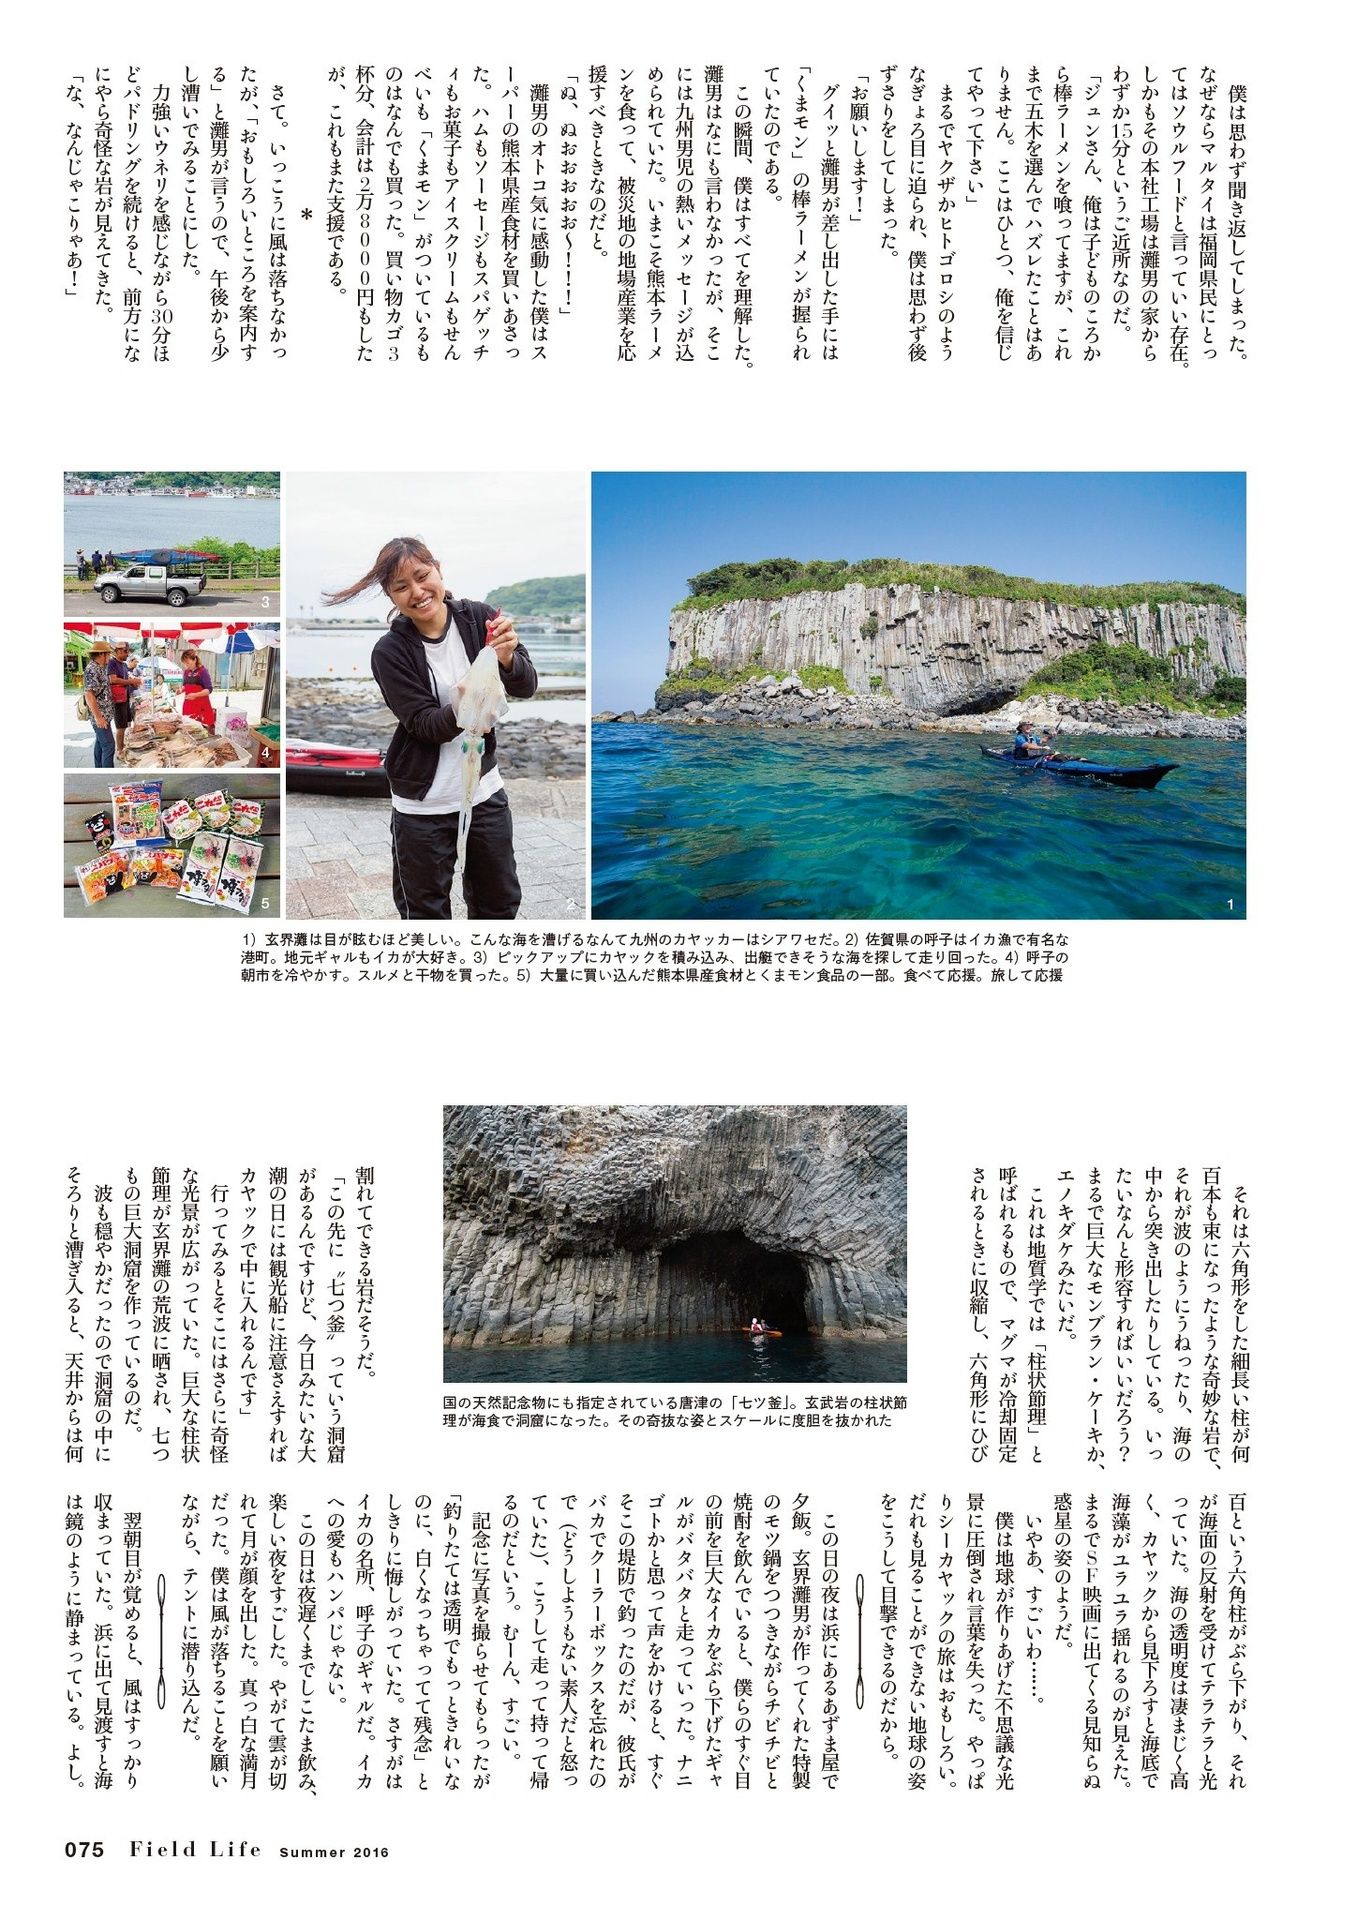 僕は思わず聞き返してしまった。
なぜならマルタイは福岡県民にとっ
てはソウルフードと言っていい存在。
しかもその本社工場は灘男の家から
わずか15分というご近所なのだ。
「ジュンさん、俺は子どものころか
ら棒ラーメンを喰ってますが、これ
まで五木を選んでハズレたことはあ
りません。ここはひとつ、俺を信じ
てやって下さい」
まるでヤクザかヒトゴロシのよう
なぎょろ目に迫られ、僕は思わず後
ずさりをしてしまった。
「お願いします！」
グイッと灘男が差し出した手には
「くまモン」の棒ラーメンが握られ
ていたのである。
この瞬間、僕はすべてを理解した。
灘男はなにも言わなかったが、そこ
には九州男児の熱いメッセージが込
められていた。いまこそ熊本ラーメ
ンを食って、被災地の地場産業を応
援すべきときなのだと。
「ぬ、ぬおおおおお〜！！！」
灘男のオトコ気に感動した僕はス
ーパーの熊本県産食材を買いあさっ
た。ハムもソーセージもスパゲッチ
ィもお菓子もアイスクリームもせん
べいも「くまモン」がついているも
のはなんでも買った。買い物カゴ3
杯分、会計は2万8000円もした
が、これもまた支援である。
＊
さて。いっこうに風は落ちなかっ
たが、「おもしろいところを案内す
る」と灘男が言うので、午後から少
し漕いでみることにした。
力強いウネリを感じながら30分ほ
どパドリングを続けると、前方にな
にやら奇怪な岩が見えてきた。
「な、なんじゃこりゃあ！」
3
4
5
2
1
1）玄界灘は目が眩むほど美しい。こんな海を漕げるなんて九州のカヤッカーはシアワセだ。2）佐賀県の呼子はイカ漁で有名な
港町。地元ギャルもイカが大好き。3）ピックアップにカヤックを積み込み、出艇できそうな海を探して走り回った。4）呼子の
朝市を冷やかす。スルメと干物を買った。5）大量に買い込んだ熊本県産食材とくまモン食品の一部。食べて応援。旅して応援
それは六角形をした細長い柱が何
百本も束になったような奇妙な岩で、
それが波のようにうねったり、海の
中から突き出したりしている。いっ
たいなんと形容すればいいだろう？
まるで巨大なモンブラン・ケーキか、
エノキダケみたいだ。
これは地質学では「柱状節理」と
呼ばれるもので、マグマが冷却固定
されるときに収縮し、六角形にひび
国の天然記念物にも指定されている唐津の「七ツ釜」。玄武岩の柱状節
理が海食で洞窟になった。その奇抜な姿とスケールに度胆を抜かれた
割れてできる岩だそうだ。
「この先に〝七つ釜〟っていう洞窟
があるんですけど、今日みたいな大
潮の日には観光船に注意さえすれば
カヤックで中に入れるんです」
行ってみるとそこにはさらに奇怪
な光景が広がっていた。巨大な柱状
節理が玄界灘の荒波に晒され、七つ
もの巨大洞窟を作っているのだ。
波も穏やかだったので洞窟の中に
そろりと漕ぎ入ると、天井からは何
百という六角柱がぶら下がり、それ
が海面の反射を受けてテラテラと光
っていた。海の透明度は凄まじく高
く、カヤックから見下ろすと海底で
海藻がユラユラ揺れるのが見えた。
まるでSF映画に出てくる見知らぬ
惑星の姿のようだ。
いやあ、すごいわ……。
僕は地球が作りあげた不思議な光
景に圧倒され言葉を失った。やっぱ
りシーカヤックの旅はおもしろい。
だれも見ることができない地球の姿
をこうして目撃できるのだから。
この日の夜は浜にあるあずま屋で
夕飯。玄界灘男が作ってくれた特製
のモツ鍋をつつきながらチビチビと
焼酎を飲んでいると、僕らのすぐ目
の前を巨大なイカをぶら下げたギャ
ルがバタバタと走っていった。ナニ
ゴトかと思って声をかけると、すぐ
そこの堤防で釣ったのだが、彼氏が
バカでクーラーボックスを忘れたの
で（どうしようもない素人だと怒っ
ていた）、こうして走って持って帰
るのだという。むーん、すごい。
記念に写真を撮らせてもらったが
「釣りたては透明でもっときれいな
のに、白くなっちゃってて残念」と
しきりに悔しがっていた。さすがは
イカの名所、呼子のギャルだ。イカ
への愛もハンパじゃない。
この日は夜遅くまでしこたま飲み、
楽しい夜をすごした。やがて雲が切
れて月が顔を出した。真っ白な満月
だった。僕は風が落ちることを願い
ながら、テントに潜り込んだ。
翌朝目が覚めると、風はすっかり
収まっていた。浜に出て見渡すと海
は鏡のように静まっている。よし。
075 Field Life Summer 2016